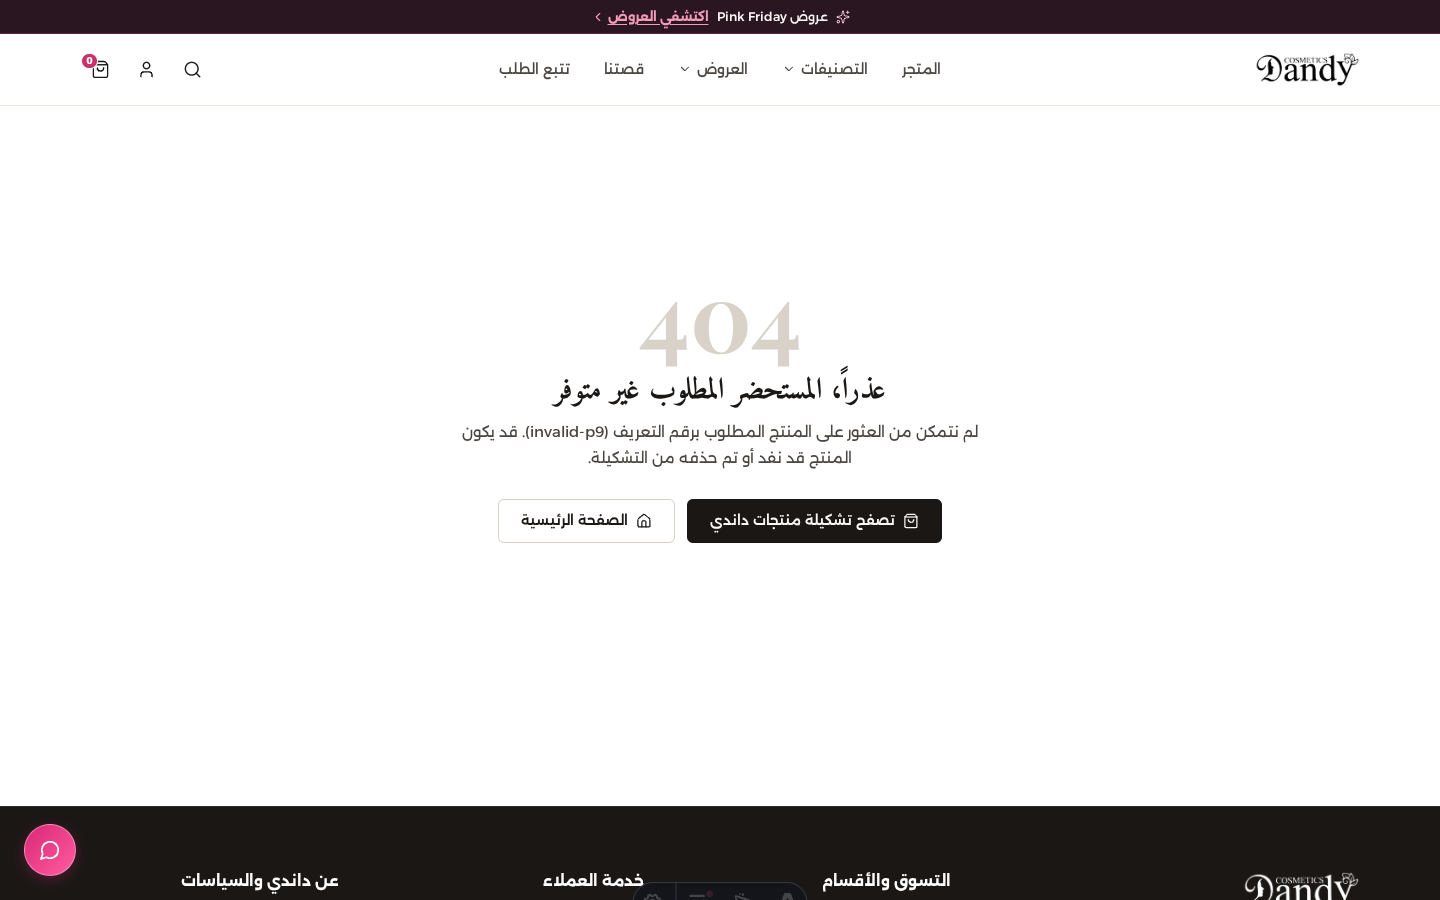 عروض Pink Friday اكتشفي العروض
COSMETICS
Dandy
المتجر
التصنيفات
العروض
قصتنا
تتبع الطلب
0
404
عذراً، المستحضر المطلوب غير متوفر
لم نتمكن من العثور على المنتج المطلوب برقم التعريف (invalid-p9). قد يكون
المنتج قد نفد أو تم حذفه من التشكيلة.
تصفح تشكيلة منتجات داندي
الصفحة الرئيسية
COSMETICS
Dandy
التسوق والأقسام
خدمة العملاء
عن داندي والسياسات